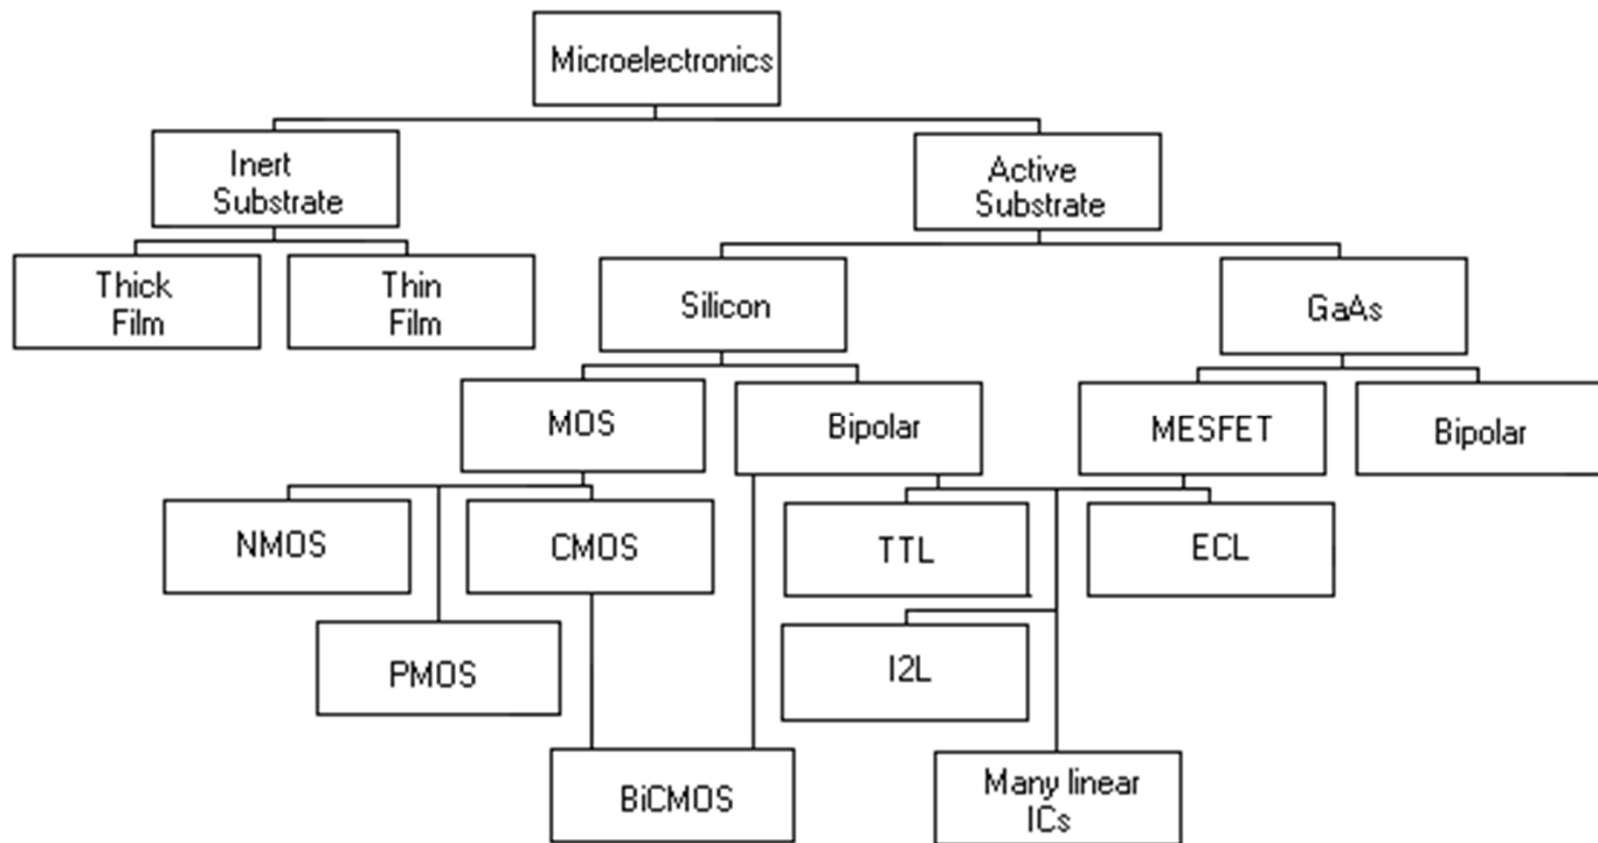 Microelectronics
Inert
Substrate
Active
Substrate
Thick
Film
Thin
Film
Silicon
GaAs
MOS
Bipolar
MESFET
Bipolar
NMOS
CMOS
TTL
ECL
PMOS
I2L
BiCMOS
Many linear
ICs